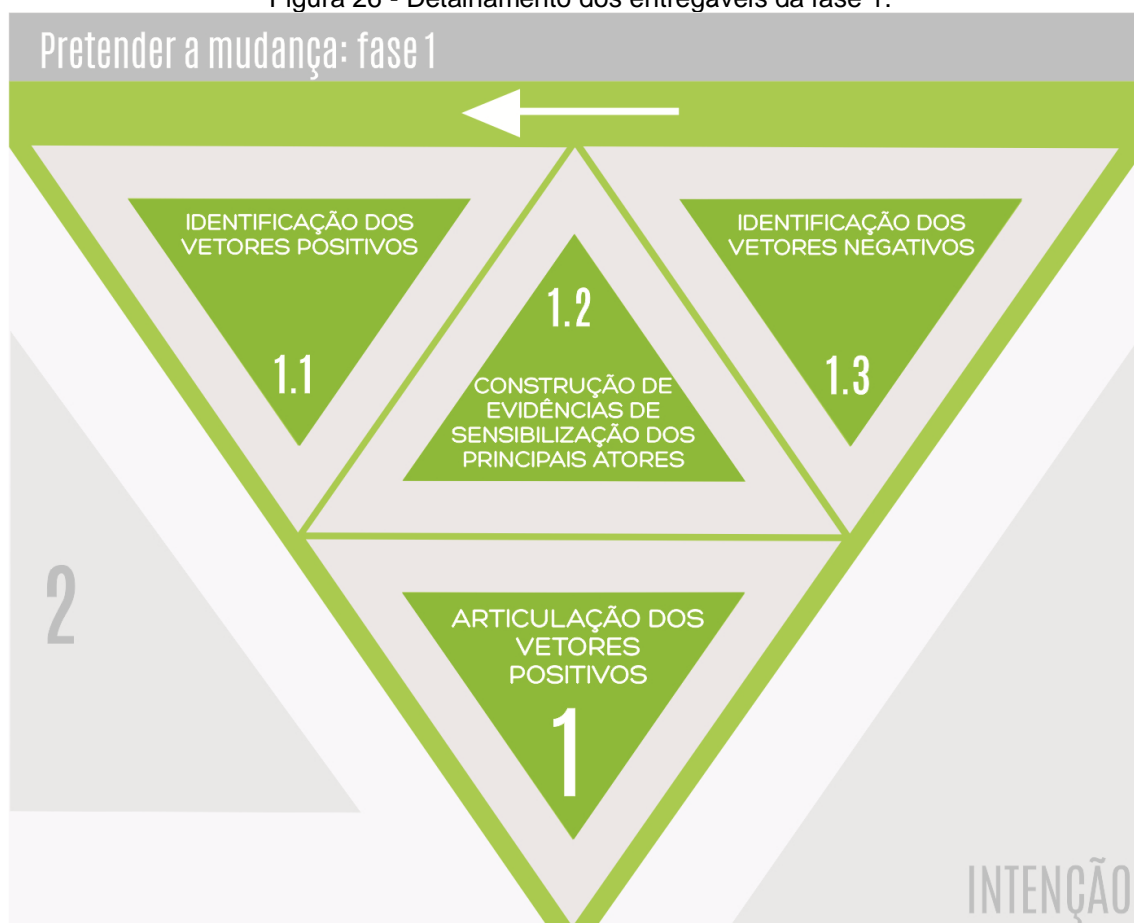 Figura 26 - Detalhamento dos entregáveis da fase 1.
Pretender a mudança: fase 1
IDENTIFICAÇÃO DOS
VETORES POSITIVOS
1.1
1.2
CONSTRUÇÃO DE
EVIDÊNCIAS DE
SENSIBILIZAÇÃO DOS
PRINCIPAIS ATORES
IDENTIFICAÇÃO DOS
VETORES NEGATIVOS
1.3
2
ARTICULAÇÃO DOS
VETORES
POSITIVOS
1
INTENÇÃO